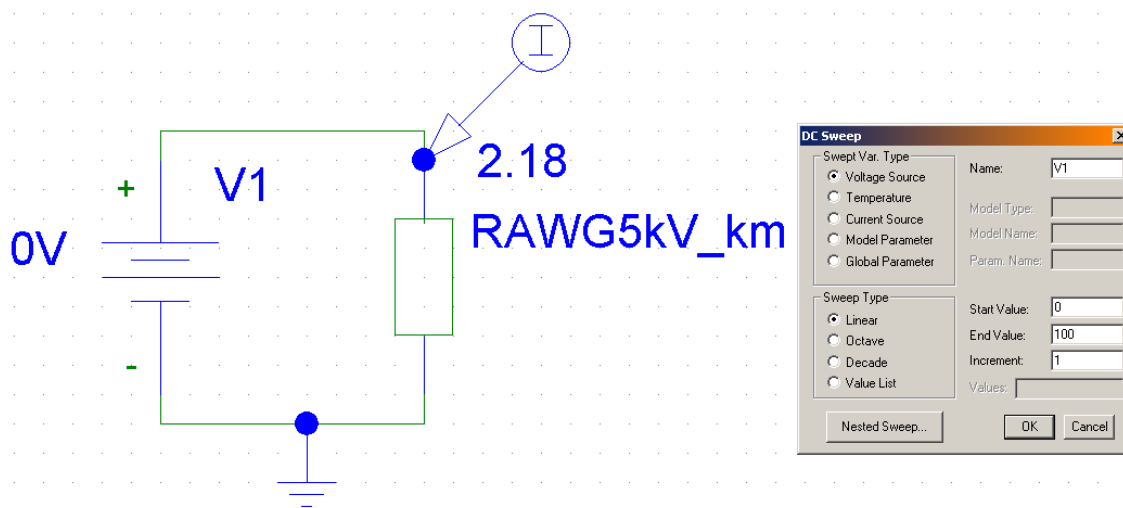 I
2.18
+
V1
RAWG5kV_km
0V
-
DC Sweep
Swept Var. Type
Voltage Source
Temperature
Current Source
Model Parameter
Global Parameter
Name: V1
Model Type:
Model Name:
Param. Name:
Sweep Type
Linear
Octave
Decade
Value List
Start Value: 0
End Value: 100
Increment: 1
Values:
Nested Sweep...
OK
Cancel